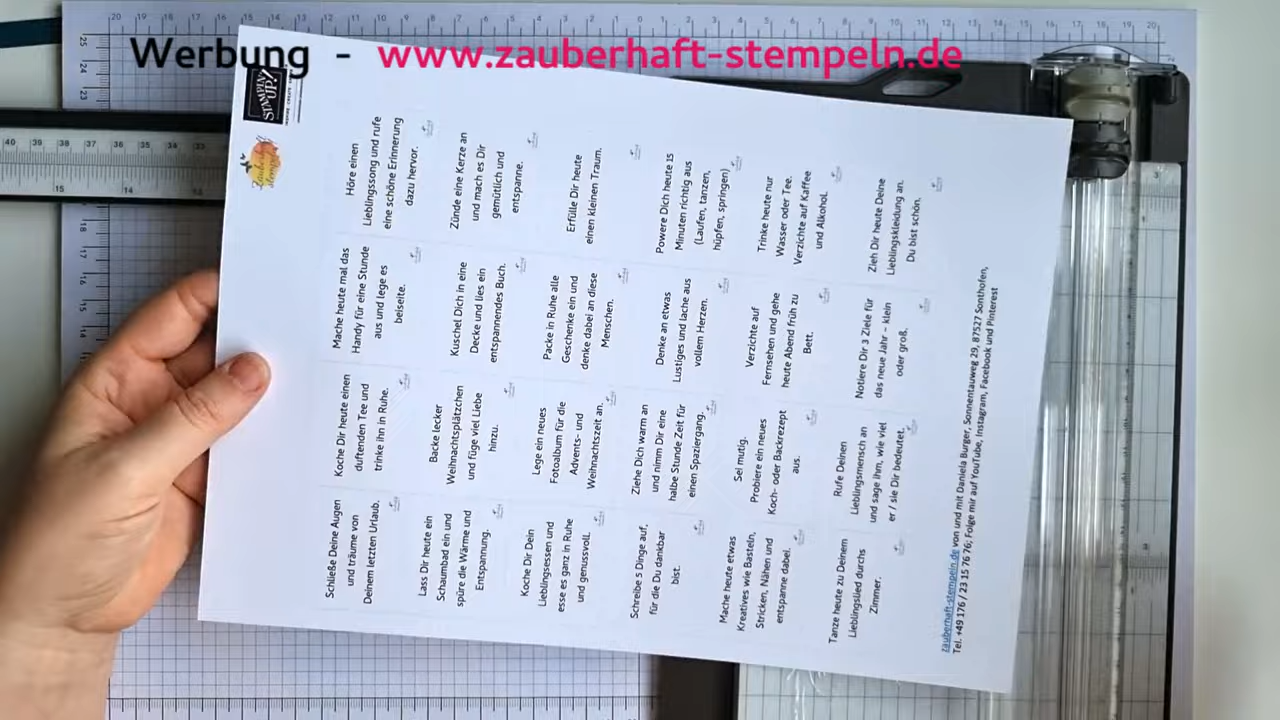 Werbung - www.zauberhaft-stempeln.de
STAMPIN'
UP!
Zauberhaft
stempeln
Schließe Deine Augen
und träume von
Deinem letzten Urlaub.
Koche Dir heute einen
duftenden Tee und
trinke ihn in Ruhe.
Mache heute mal das
Handy für eine Stunde
aus und lege es
beiseite.
Höre einen
Lieblingssong und rufe
eine schöne Erinnerung
dazu hervor.
Lass Dir heute ein
Schaumbad ein und
spüre die Wärme und
Entspannung.
Backe lecker
Weihnachtsplätzchen
und füge viel Liebe
hinzu.
Kuschel Dich in eine
Decke und lies ein
entspannendes Buch.
Zünde eine Kerze an
und mach es Dir
gemütlich und
entspanne.
Koche Dir Dein
Lieblingsessen und
esse es ganz in Ruhe
und genussvoll.
Lege ein neues
Fotoalbum für die
Advents- und
Weihnachtszeit an.
Packe in Ruhe alle
Geschenke ein und
denke dabei an diese
Menschen.
Erfülle Dir heute
einen kleinen Traum.
Schreibe 5 Dinge auf,
für die Du dankbar
bist.
Ziehe Dich warm an
und nimm Dir eine
halbe Stunde Zeit für
einen Spaziergang.
Denke an etwas
Lustiges und lache aus
vollem Herzen.
Powere Dich heute 15
Minuten richtig aus
(Laufen, tanzen,
hüpfen, springen)
Mache heute etwas
Kreatives wie Basteln,
Stricken, Nähen und
entspanne dabei.
Sei mutig.
Probiere ein neues
Koch- oder Backrezept
aus.
Verzichte auf
Fernsehen und gehe
heute Abend früh zu
Bett.
Trinke heute nur
Wasser oder Tee.
Verzichte auf Kaffee
und Alkohol.
Tanze heute zu Deinem
Lieblingslied durchs
Zimmer.
Rufe Deinen
Lieblingsmensch an
und sage ihm, wie viel
er / sie Dir bedeutet.
Notiere Dir 3 Ziele für
das neue Jahr – klein
oder groß.
Zieh Dir heute Deine
Lieblingskleidung an.
Du bist schön.
zauberhaft-stempeln.de von und mit Daniela Burger, Sonnentauweg 29, 87527 Sonthofen,
Tel. +49 176 / 23 15 76 76; Folge mir auf YouTube, Instagram, Facebook und Pinterest